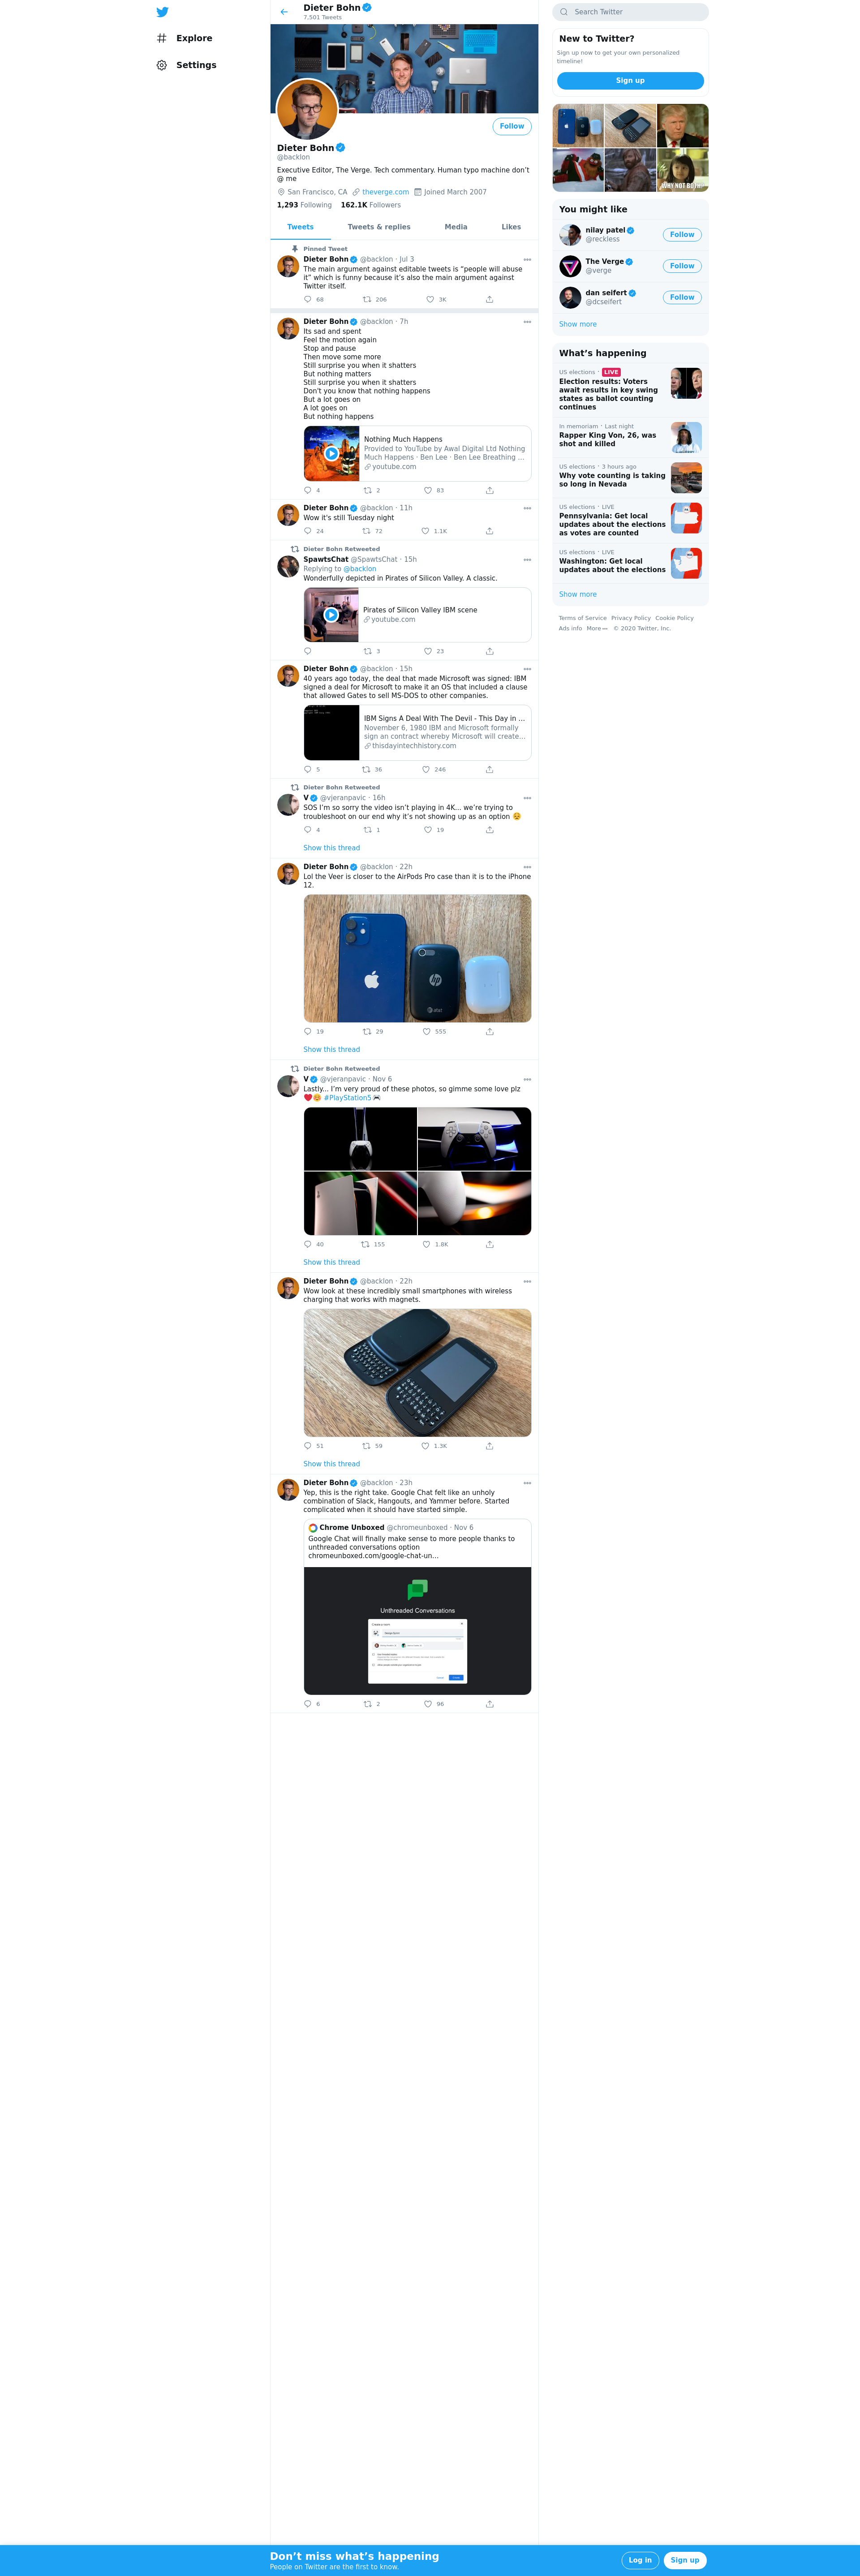 Explore
Settings
Dieter Bohn
7,501 Tweets
Follow
Dieter Bohn
@backlon
Executive Editor, The Verge. Tech commentary. Human typo machine don't
@ me
San Francisco, CA theverge.com Joined March 2007
1,293 Following 162.1K Followers
Tweets Tweets & replies Media Likes
Pinned Tweet
Dieter Bohn @backlon · Jul 3
The main argument against editable tweets is “people will abuse
it” which is funny because it’s also the main argument against
Twitter itself.
68 206 3K
Dieter Bohn @backlon · 7h
Its sad and spent
Feel the motion again
Stop and pause
Then move some more
Still surprise you when it shatters
But nothing matters
Still surprise you when it shatters
Don't you know that nothing happens
But a lot goes on
A lot goes on
But nothing happens
Nothing Much Happens
Provided to YouTube by Awal Digital Ltd Nothing
Much Happens · Ben Lee · Ben Lee Breathing ...
youtube.com
4 2 83
Dieter Bohn @backlon · 11h
Wow it's still Tuesday night
24 72 1.1K
Dieter Bohn Retweeted
SpawtsChat @SpawtsChat · 15h
Replying to @backlon
Wonderfully depicted in Pirates of Silicon Valley. A classic.
Pirates of Silicon Valley IBM scene
youtube.com
3 23
Dieter Bohn @backlon · 15h
40 years ago today, the deal that made Microsoft was signed: IBM
signed a deal for Microsoft to make it an OS that included a clause
that allowed Gates to sell MS-DOS to other companies.
IBM Signs A Deal With The Devil - This Day in ...
November 6, 1980 IBM and Microsoft formally
sign an contract whereby Microsoft will create...
thisdayintechhistory.com
5 36 246
Dieter Bohn Retweeted
V @vjeranpavic · 16h
SOS I’m so sorry the video isn’t playing in 4K... we’re trying to
troubleshoot on our end why it’s not showing up as an option 😔
4 1 19
Show this thread
Dieter Bohn @backlon · 22h
Lol the Veer is closer to the AirPods Pro case than it is to the iPhone
12.
hp
at&t
19 29 555
Show this thread
Dieter Bohn Retweeted
V @vjeranpavic · Nov 6
Lastly... I’m very proud of these photos, so gimme some love plz
❤️☺️ #PlayStation5 🎮
40 155 1.8K
Show this thread
Dieter Bohn @backlon · 22h
Wow look at these incredibly small smartphones with wireless
charging that works with magnets.
51 59 1.3K
Show this thread
Dieter Bohn @backlon · 23h
Yep, this is the right take. Google Chat felt like an unholy
combination of Slack, Hangouts, and Yammer before. Started
complicated when it should have started simple.
Chrome Unboxed @chromeunboxed · Nov 6
Google Chat will finally make sense to more people thanks to
unthreaded conversations option
chromeunboxed.com/google-chat-un...
Unthreaded Conversations
6 2 96
Search Twitter
New to Twitter?
Sign up now to get your own personalized
timeline!
Sign up
WHY NOT BOTH?
You might like
nilay patel
@reckless
Follow
The Verge
@verge
Follow
dan seifert
@dcseifert
Follow
Show more
What’s happening
US elections · LIVE
Election results: Voters
await results in key swing
states as ballot counting
continues
In memoriam · Last night
Rapper King Von, 26, was
shot and killed
US elections · 3 hours ago
Why vote counting is taking
so long in Nevada
US elections · LIVE
Pennsylvania: Get local
updates about the elections
as votes are counted
US elections · LIVE
Washington: Get local
updates about the elections
Show more
Terms of Service Privacy Policy Cookie Policy
Ads info More © 2020 Twitter, Inc.
Don’t miss what’s happening
People on Twitter are the first to know.
Log in Sign up